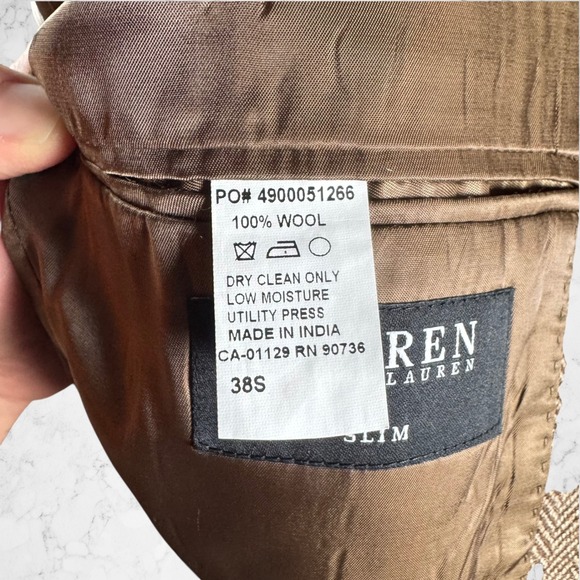 PO# 4900051266
100% WOOL
DRY CLEAN ONLY
LOW MOISTURE
UTILITY PRESS
MADE IN INDIA
CA-01129 RN 90736
38S
REN
LAUREN
SLIM